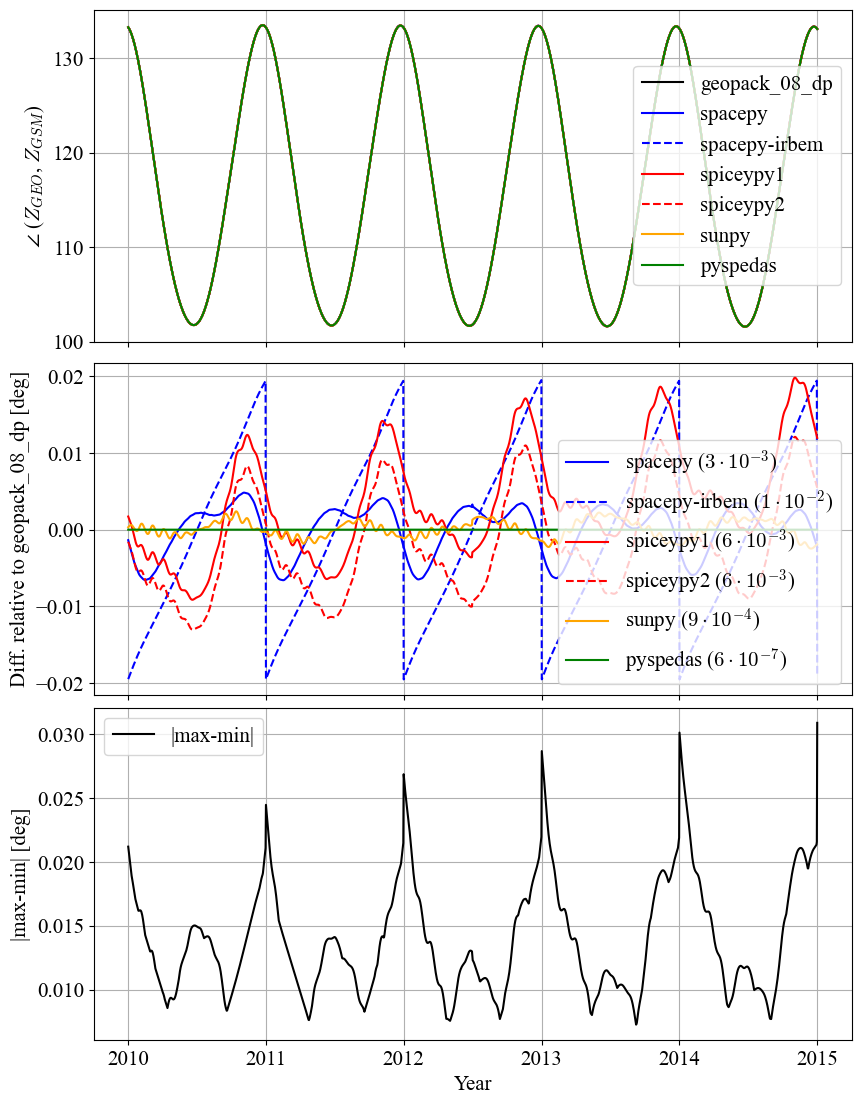 130
120
110
100
∠ (Z_GEO, Z_GSM)
geopack_08_dp
spacepy
spacepy-irbem
spiceypy1
spiceypy2
sunpy
pyspedas
0.02
0.01
0.00
−0.01
−0.02
Diff. relative to geopack_08_dp [deg]
spacepy (3 · 10⁻³)
spacepy-irbem (1 · 10⁻²)
spiceypy1 (6 · 10⁻³)
spiceypy2 (6 · 10⁻³)
sunpy (9 · 10⁻⁴)
pyspedas (6 · 10⁻⁷)
0.030
0.025
0.020
0.015
0.010
|max-min| [deg]
|max-min|
2010 2011 2012 2013 2014 2015
Year